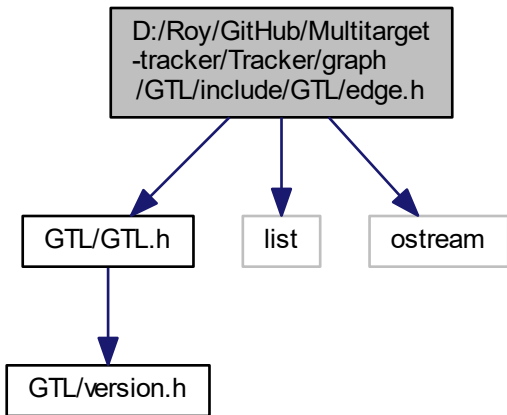 D:/Roy/GitHub/Multitarget
-tracker/Tracker/graph
/GTL/include/GTL/edge.h
GTL/GTL.h
list
ostream
GTL/version.h